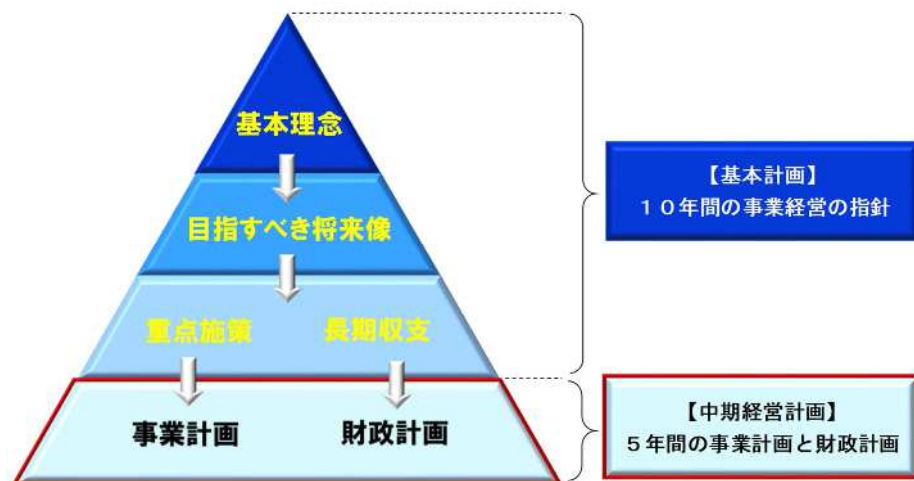 基本理念
目指すべき将来像
重点施策 長期収支
事業計画 財政計画
【基本計画】
１０年間の事業経営の指針
【中期経営計画】
５年間の事業計画と財政計画